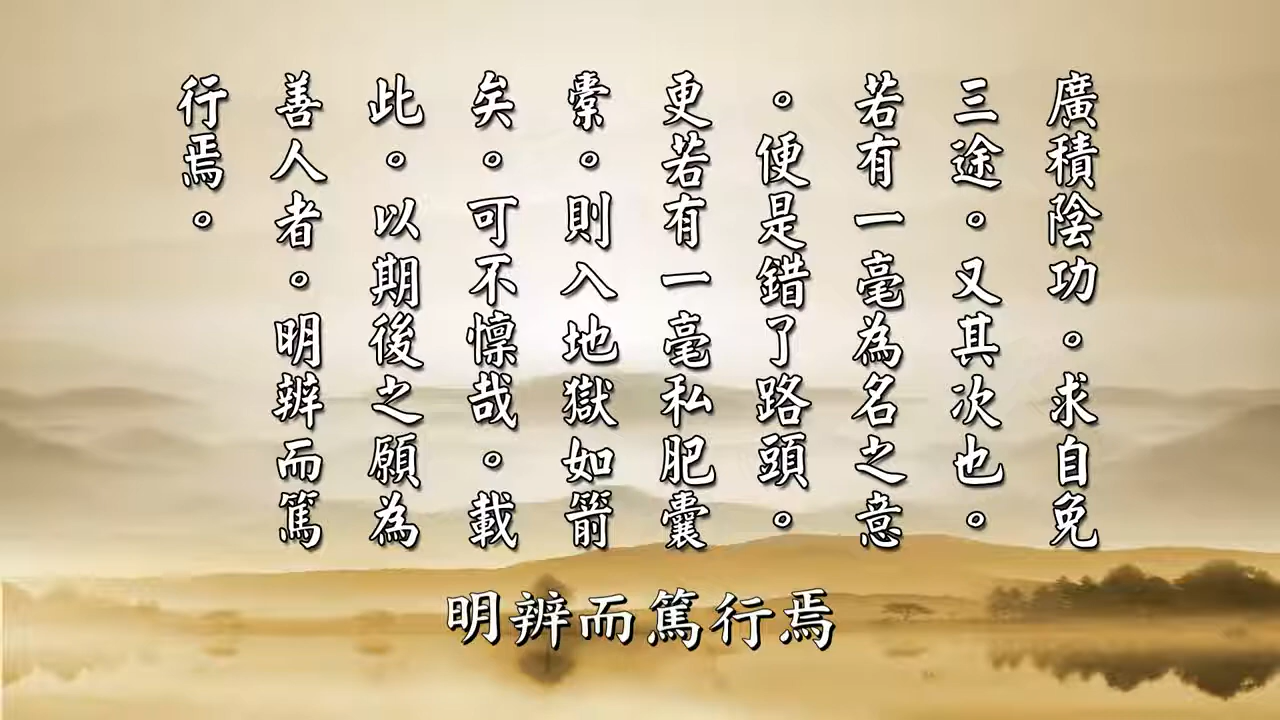 廣積陰功。求自免
三途。又其次也。
若有一毫為名之意
。便是錯了路頭。
更若有一毫私肥囊
橐。則入地獄如箭
矣。可不懍哉。載
此。以期後之願為
善人者。明辨而篤
行焉。
明辨而篤行焉